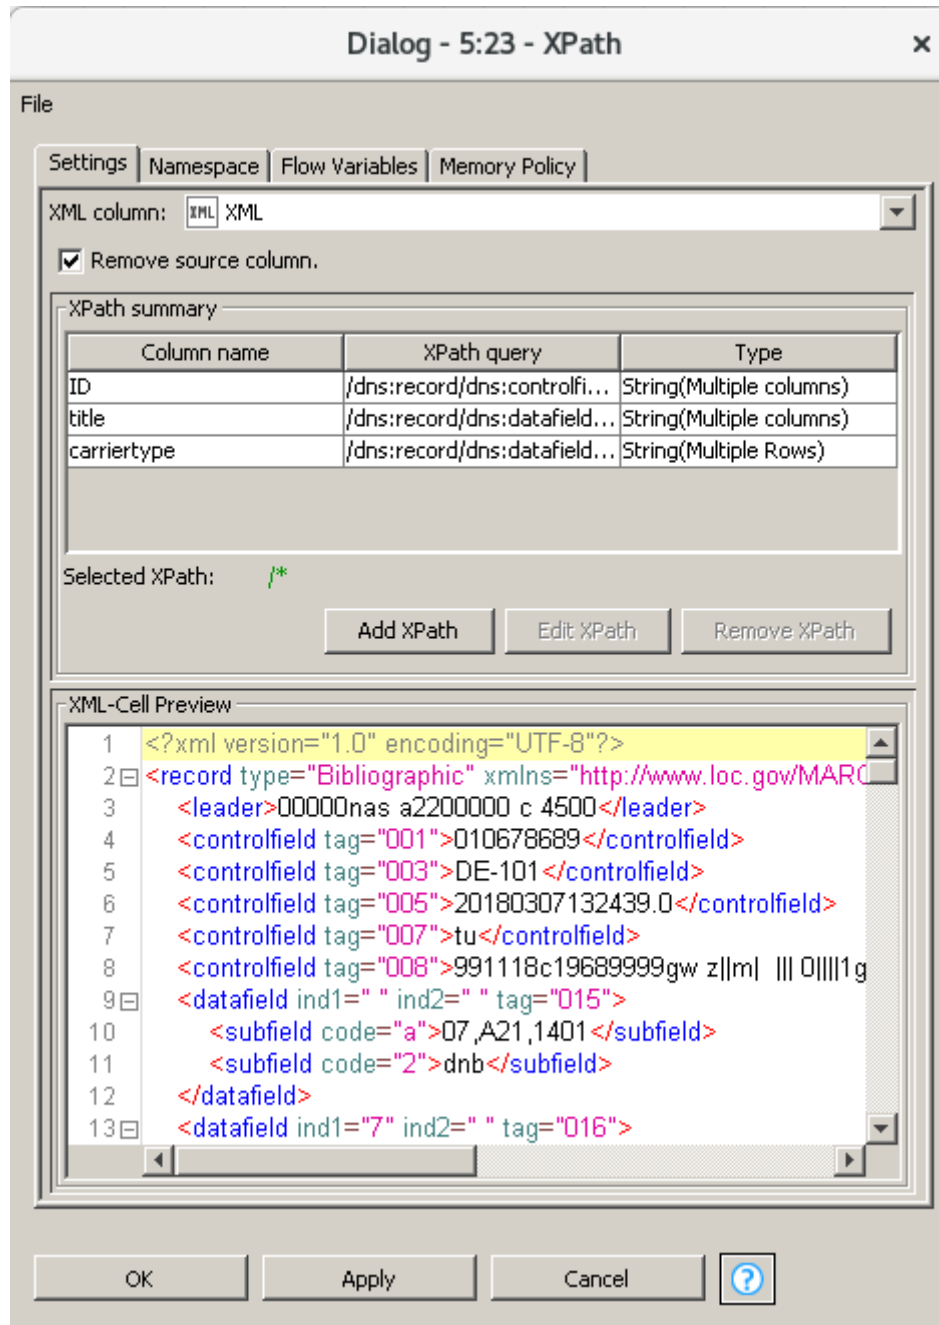 Dialog - 5:23 - XPath ×
File
Settings Namespace Flow Variables Memory Policy
XML column: XML XML
Remove source column.
XPath summary
Column name XPath query Type
ID /dns:record/dns:controlfi... String(Multiple columns)
title /dns:record/dns:datafield... String(Multiple columns)
carriertype /dns:record/dns:datafield... String(Multiple Rows)
Selected XPath: /*
Add XPath Edit XPath Remove XPath
XML-Cell Preview
1 <?xml version="1.0" encoding="UTF-8"?>
2 <record type="Bibliographic" xmlns="http://www.loc.gov/MARC
3 <leader>00000nas a2200000 c 4500</leader>
4 <controlfield tag="001">010678689</controlfield>
5 <controlfield tag="003">DE-101</controlfield>
6 <controlfield tag="005">20180307132439.0</controlfield>
7 <controlfield tag="007">tu</controlfield>
8 <controlfield tag="008">991118c19689999gw z||m| ||| 0||||1g
9 <datafield ind1=" " ind2=" " tag="015">
10 <subfield code="a">07,A21,1401</subfield>
11 <subfield code="2">dnb</subfield>
12 </datafield>
13 <datafield ind1="7" ind2=" " tag="016">
OK Apply Cancel ?